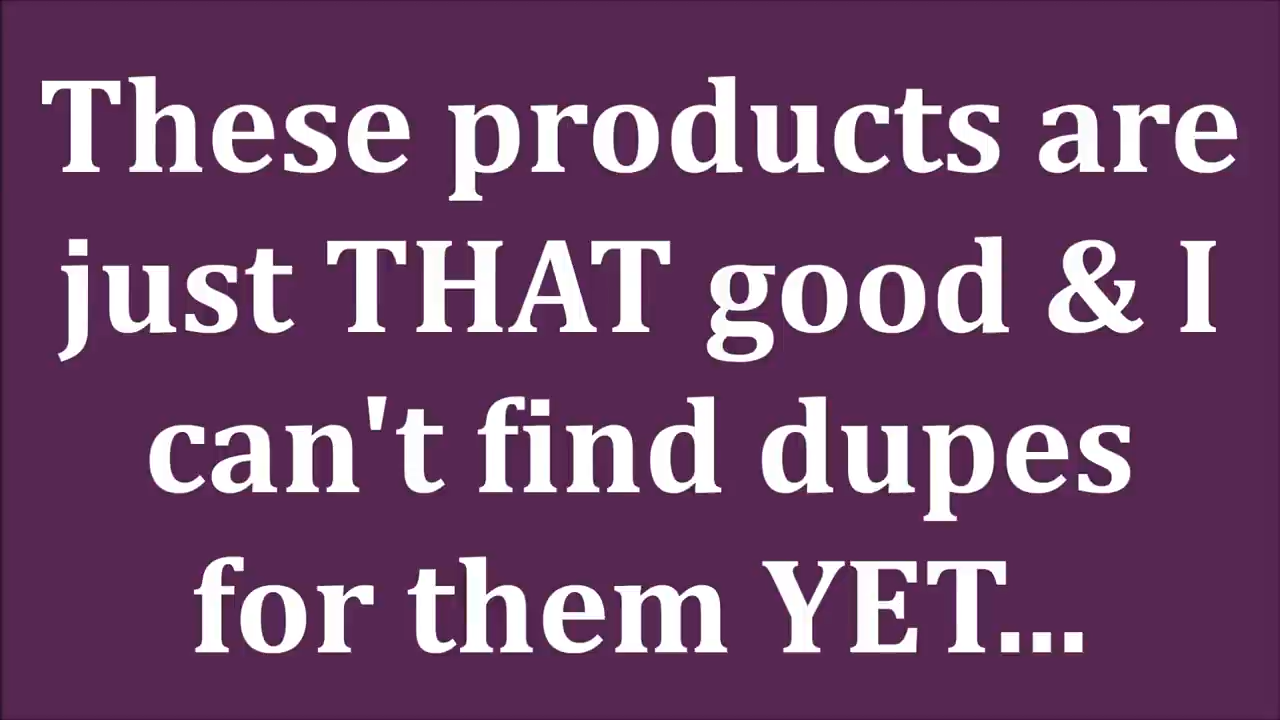 These products are
just THAT good & I
can't find dupes
for them YET...